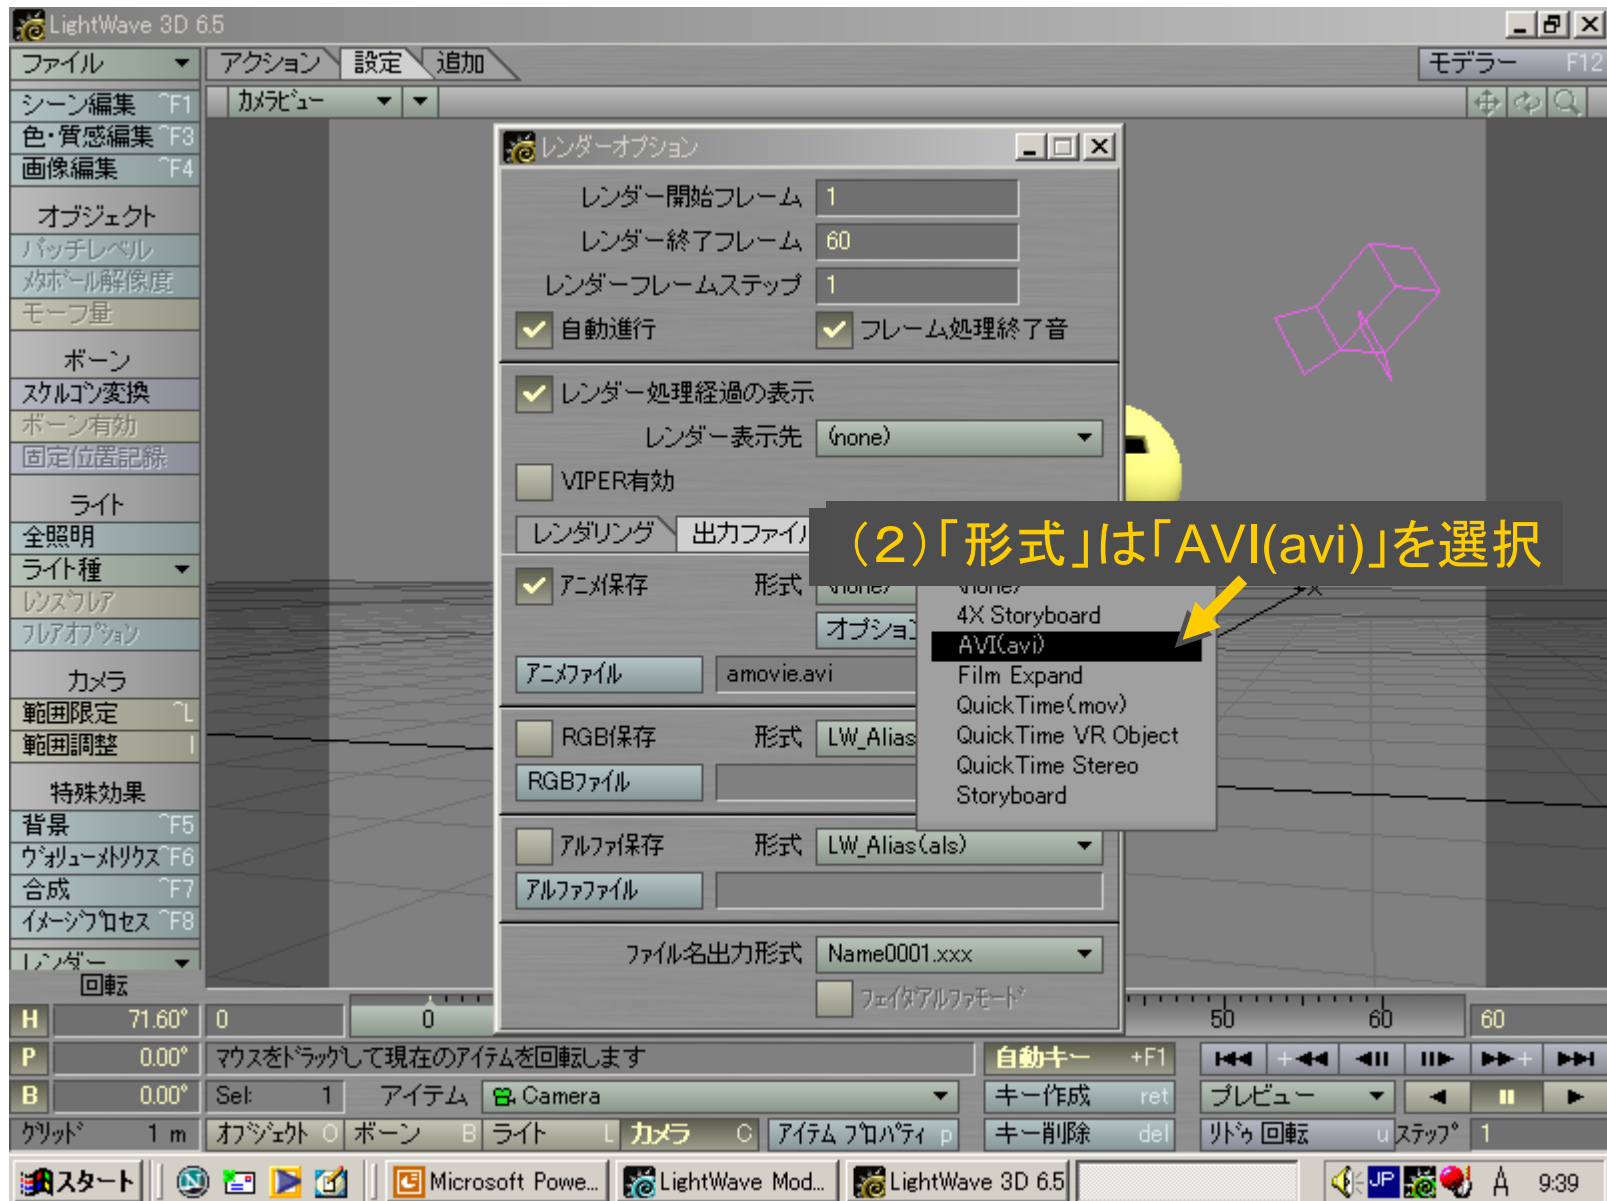 LightWave 3D 6.5
ファイル
アクション
設定
追加
モデラー F12
シーン編集 ^F1
カメラビュー
色・質感編集 ^F3
画像編集 ^F4
オブジェクト
パッチレベル
メタボール解像度
モーフ量
ボーン
スケルゴン変換
ボーン有効
固定位置記録
ライト
全照明
ライト種
レンズフレア
フレアオプション
カメラ
範囲限定 ^L
範囲調整 l
特殊効果
背景 ^F5
ヴォリューメトリクス ^F6
合成 ^F7
イメージプロセス ^F8
レンダー
レンダーオプション
レンダー開始フレーム 1
レンダー終了フレーム 60
レンダーフレームステップ 1
自動進行
フレーム処理終了音
レンダー処理経過の表示
レンダー表示先 (none)
VIPER有効
レンダリング
出力ファイル
(2)「形式」は「AVI(avi)」を選択
アニメ保存 形式 (none)
オプション
アニメファイル amovie.avi
(none)
4X Storyboard
AVI(avi)
Film Expand
QuickTime(mov)
QuickTime VR Object
QuickTime Stereo
Storyboard
RGB保存 形式 LW_Alias
RGBファイル
アルファ保存 形式 LW_Alias(als)
アルファファイル
ファイル名出力形式 Name0001.xxx
フェイダアルファモード
X
回転
H 71.60°
P 0.00°
B 0.00°
グリッド 1 m
0
0
50
60
60
マウスをドラッグして現在のアイテムを回転します
自動キー +F1
Sel: 1 アイテム Camera
キー作成 ret
プレビュー
オブジェクト O
ボーン B
ライト L
カメラ C
アイテム プロパティ p
キー削除 del
リドゥ 回転 u
ステップ 1
スタート
Microsoft Powe...
LightWave Mod...
LightWave 3D 6.5
JP
A
9:39